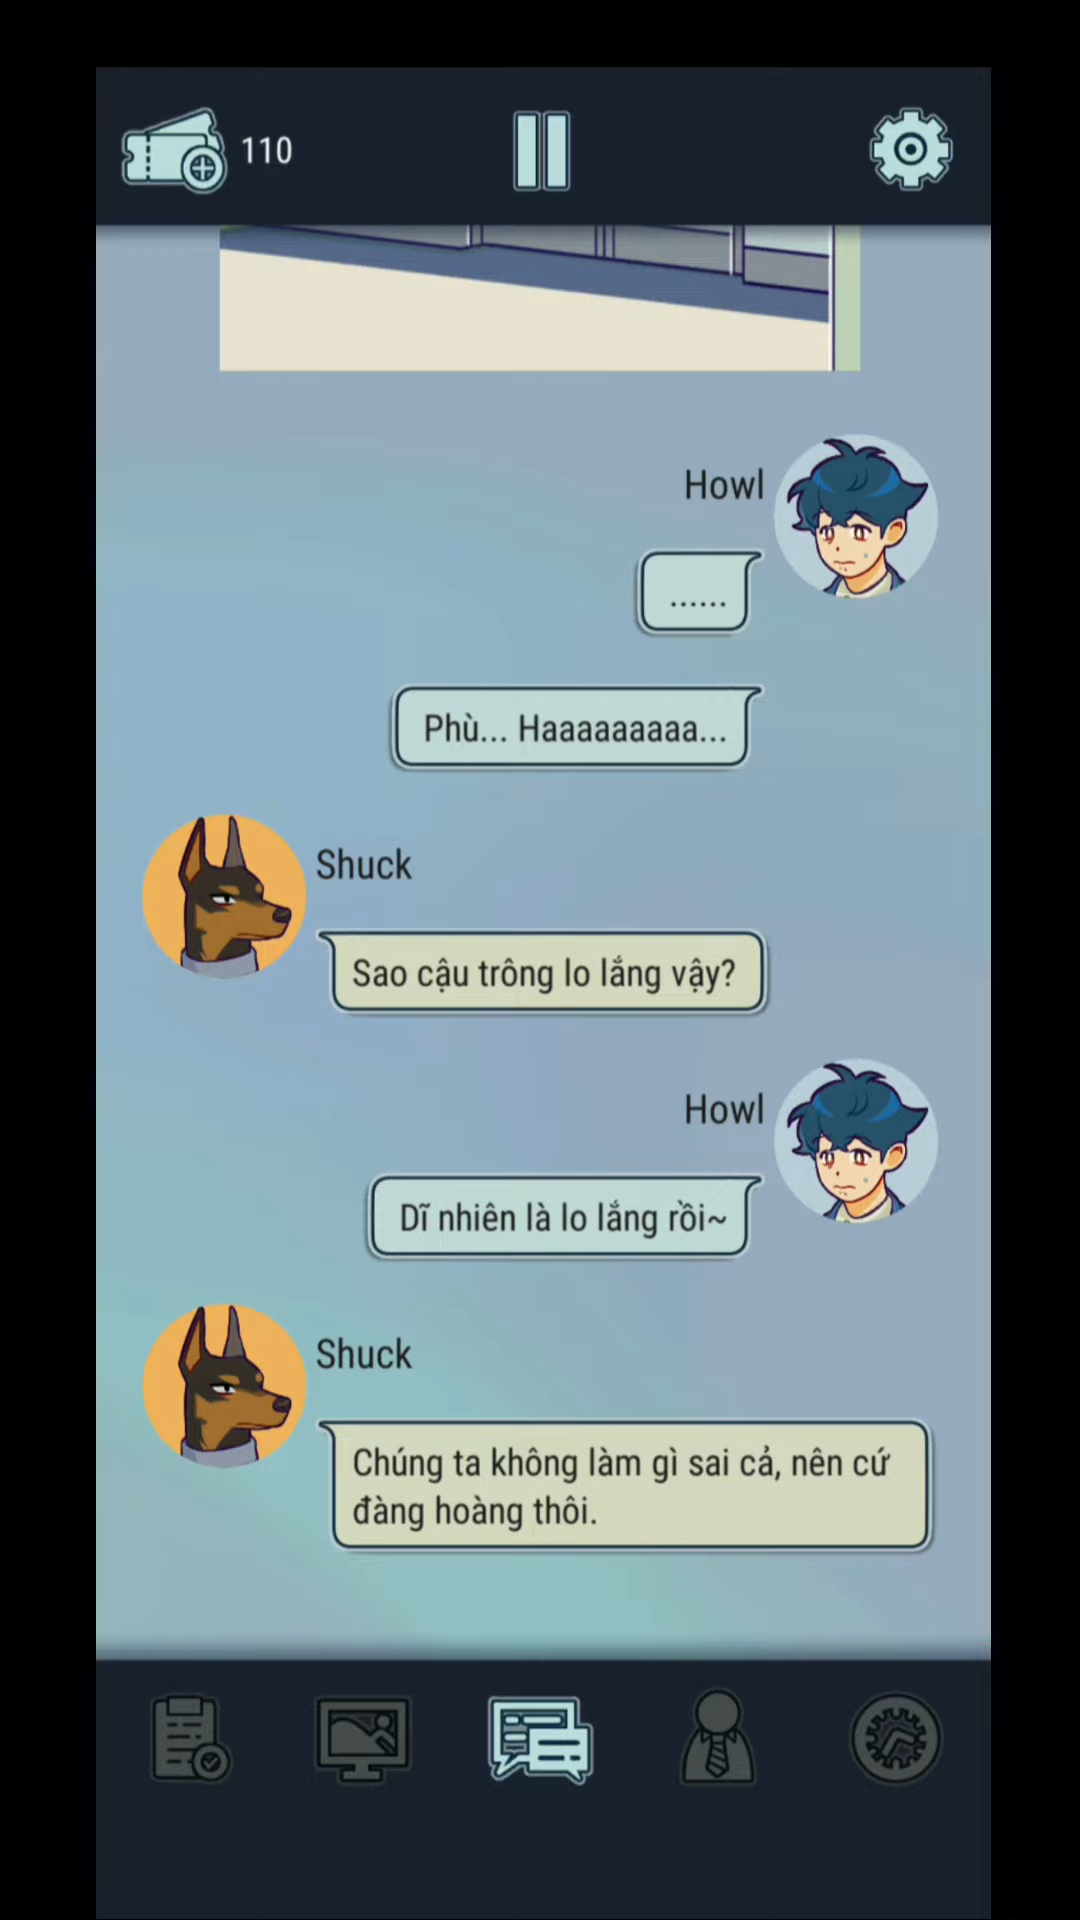 110
Howl
......
Phù... Haaaaaaaaa...
Shuck
Sao cậu trông lo lắng vậy?
Howl
Dĩ nhiên là lo lắng rồi~
Shuck
Chúng ta không làm gì sai cả, nên cứ
đàng hoàng thôi.